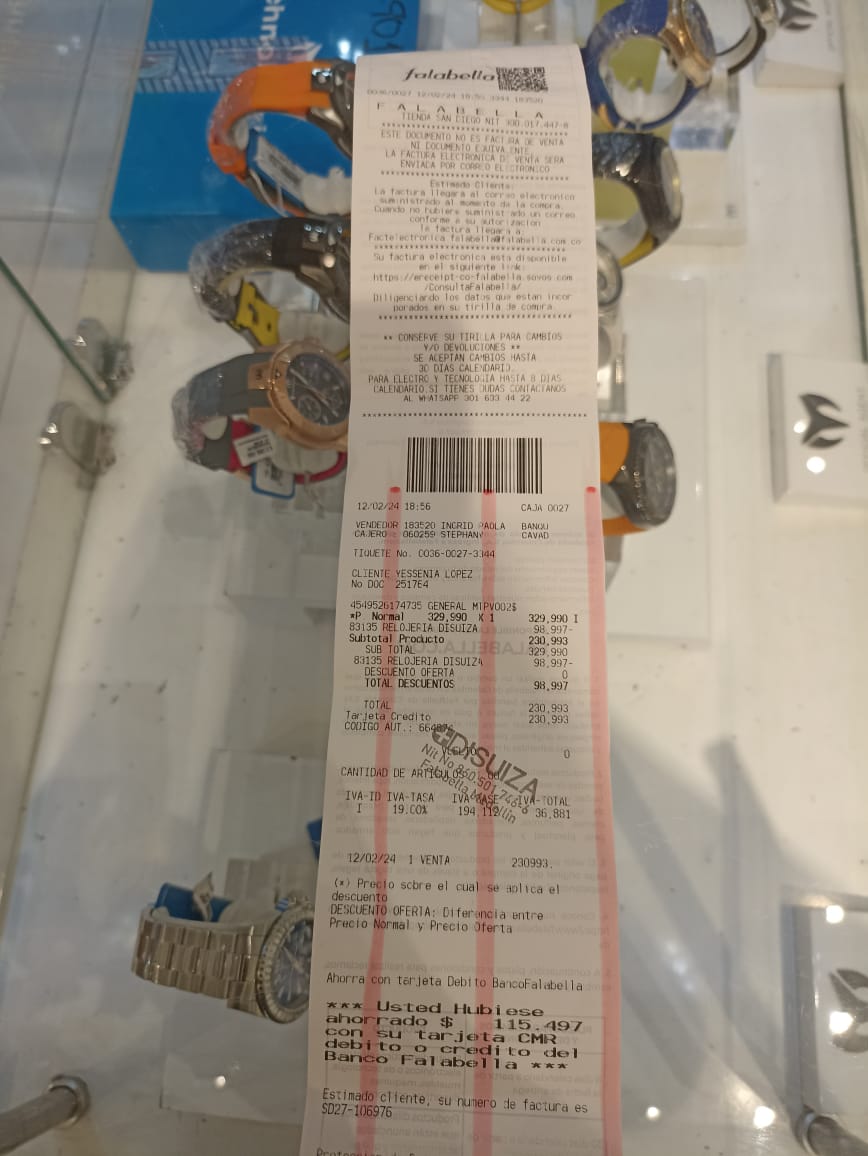 falabella
0036/0027 12/02/24 18:56 3344 183520
F A L A B E L L A
TIENDA SAN DIEGO NIT 900.017.447-8
****************************************
ESTE DOCUMENTO NO ES FACTURA DE VENTA
NI DOCUMENTO EQUIVALENTE.
LA FACTURA ELECTRONICA DE VENTA SERA
ENVIADA POR CORREO ELECTRONICO
****************************************
Estimado Cliente:
La factura llegara al correo electronico
suministrado al momento de la compra.
Cuando no hubiere suministrado un correo
conforme a su autorizacion
la factura llegara a:
Factelectronica.falabella@falabella.com.co
****************************************
Su factura electronica esta disponible
en el siguiente link:
https://ereceipt-co-falabella.sovos.com
/ConsultaFalabella/
Diligenciando los datos que estan incor
porados en su tirilla de compra.
****************************************
** CONSERVE SU TIRILLA PARA CAMBIOS
Y/O DEVOLUCIONES **
SE ACEPTAN CAMBIOS HASTA
30 DIAS CALENDARIO.
PARA ELECTRO Y TECNOLOGIA HASTA 8 DIAS
CALENDARIO.SI TIENES DUDAS CONTACTANOS
AL WHATSAPP 301 633 44 22
****************************************
12/02/24 18:56 CAJA 0027
VENDEDOR 183520 INGRID PAOLA BANQU
CAJERO : 060259 STEPHANY CAVAD
TIQUETE No. 0036-0027-3344
CLIENTE YESSENIA LOPEZ
No DOC 251764
4549526174735 GENERAL MTPV002$
*P Normal 329,990 X 1 329,990 I
83135 RELOJERIA DISUIZA 98,997-
Subtotal Producto 230,993
SUB TOTAL 329,990
83135 RELOJERIA DISUIZA 98,997-
DESCUENTO OFERTA 0
TOTAL DESCUENTOS 98,997
TOTAL 230,993
Tarjeta Credito 230,993
CODIGO AUT.: 
0
DISUIZA
Nit No 860.501.746-6
Falabella
CANTIDAD DE ARTICULOS
IVA-ID IVA-TASA IVA-BASE IVA-TOTAL
I 19.00% 194,112 36,881
12/02/24 1 VENTA 230993.
(*) Precio sobre el cual se aplica el
descuento
DESCUENTO OFERTA: Diferencia entre
Precio Normal y Precio Oferta
Ahorra con tarjeta Debito BancoFalabella
*** Usted Hubiese
ahorrado $ 115.497
con su tarjeta CMR
debito o credito del
Banco Falabella ***
Estimado cliente, su numero de factura es
SD27-106976